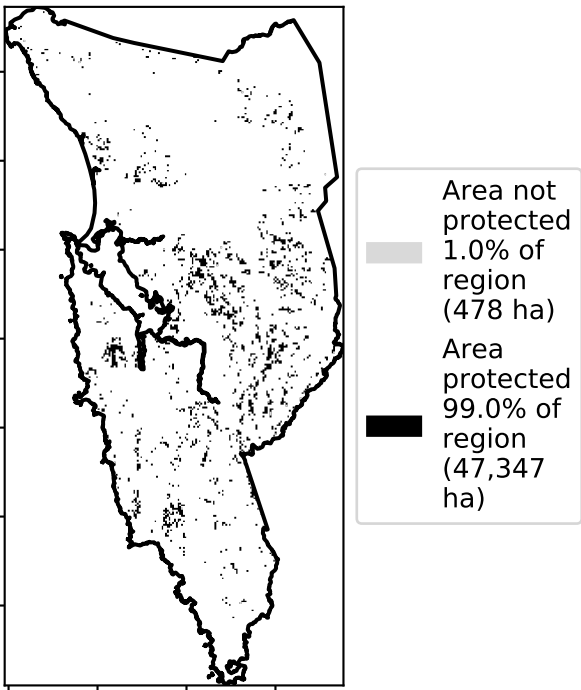 Area not
protected
1.0% of
region
(478 ha)
Area
protected
99.0% of
region
(47,347
ha)